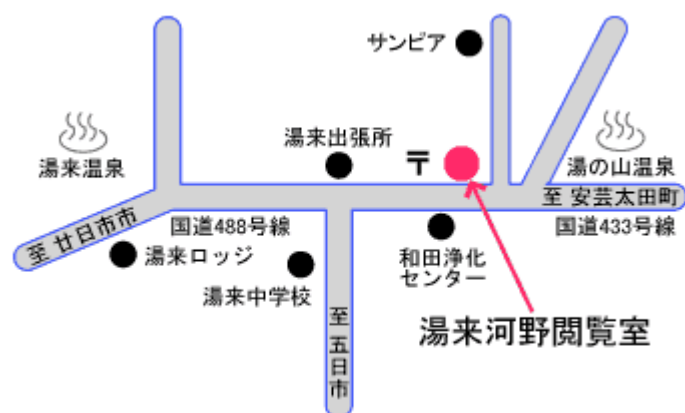 サンピア
湯来出張所
〒
湯来温泉
湯の山温泉
至 安芸太田町
至 廿日市市
国道488号線
国道433号線
湯来ロッジ
和田浄化
センター
湯来中学校
至 五日市
湯来河野閲覧室